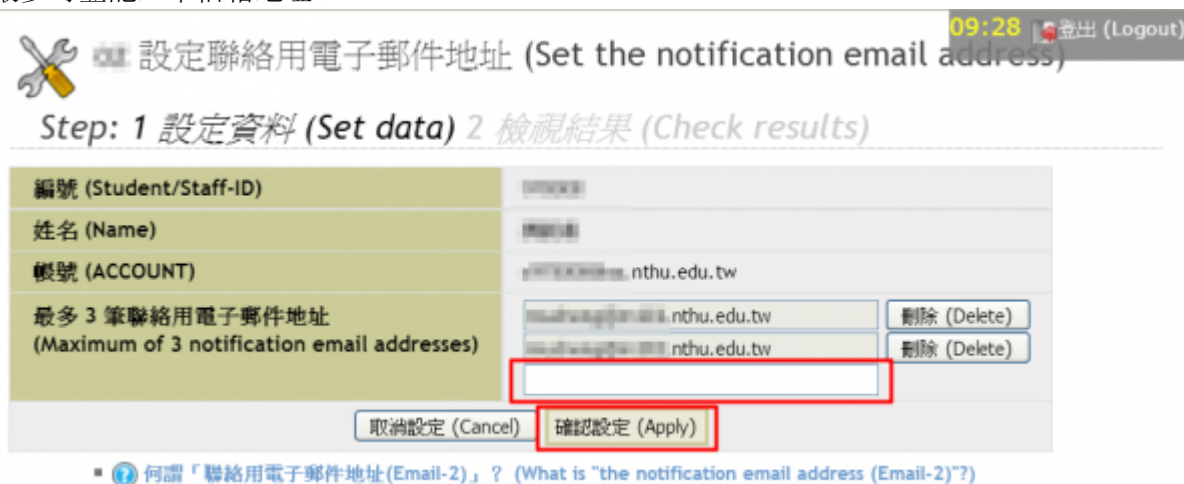 09:28 登出 (Logout)
設定聯絡用電子郵件地址 (Set the notification email address)
Step: 1 設定資料 (Set data) 2 檢視結果 (Check results)
編號 (Student/Staff-ID)
姓名 (Name)
帳號 (ACCOUNT) .nthu.edu.tw
最多 3 筆聯絡用電子郵件地址 .nthu.edu.tw 刪除 (Delete)
(Maximum of 3 notification email addresses) .nthu.edu.tw 刪除 (Delete)
取消設定 (Cancel) 確認設定 (Apply)
何謂「聯絡用電子郵件地址(Email-2)」? (What is "the notification email address (Email-2)"?)